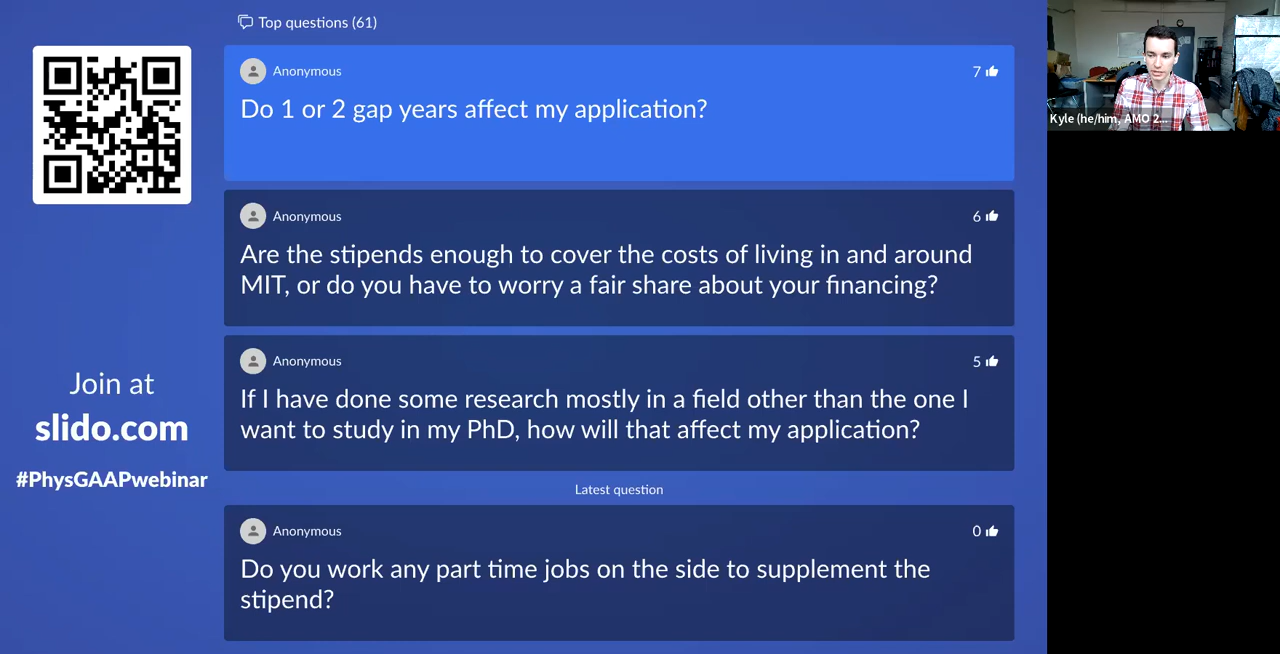 Top questions (61)
Anonymous
7
Do 1 or 2 gap years affect my application?
Anonymous
6
Are the stipends enough to cover the costs of living in and around
MIT, or do you have to worry a fair share about your financing?
Anonymous
5
If I have done some research mostly in a field other than the one I
want to study in my PhD, how will that affect my application?
Latest question
Anonymous
0
Do you work any part time jobs on the side to supplement the
stipend?
Join at
slido.com
#PhysGAAPwebinar
Kyle (he/him, AMO 2...